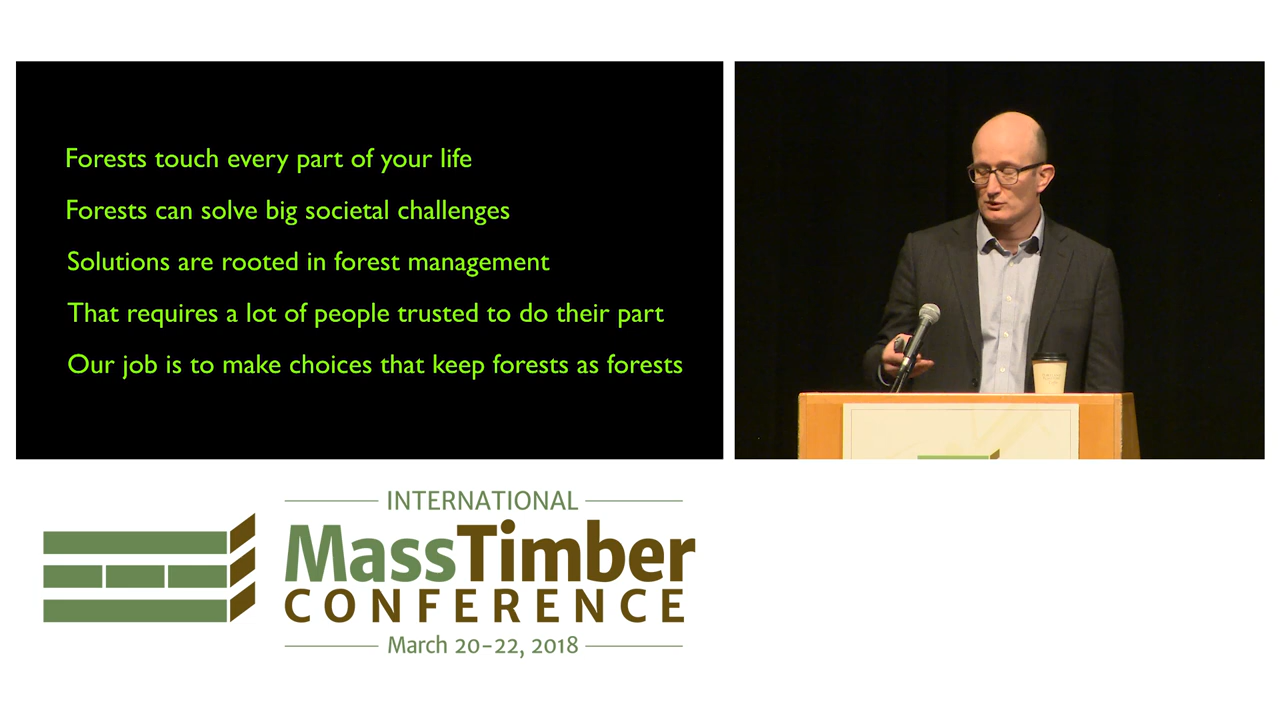 Forests touch every part of your life
Forests can solve big societal challenges
Solutions are rooted in forest management
That requires a lot of people trusted to do their part
Our job is to make choices that keep forests as forests
INTERNATIONAL
MassTimber
CONFERENCE
March 20-22, 2018